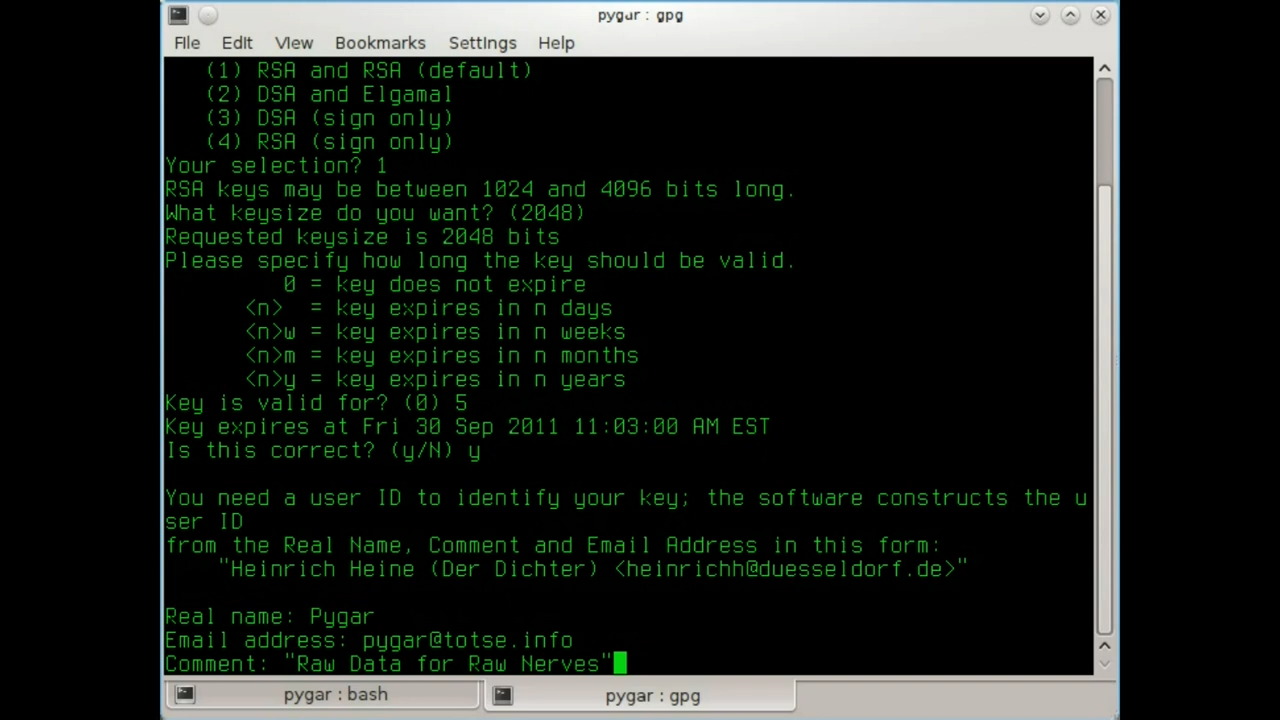 pygar : gpg
File Edit View Bookmarks Settings Help
(1) RSA and RSA (default)
(2) DSA and Elgamal
(3) DSA (sign only)
(4) RSA (sign only)
Your selection? 1
RSA keys may be between 1024 and 4096 bits long.
What keysize do you want? (2048)
Requested keysize is 2048 bits
Please specify how long the key should be valid.
0 = key does not expire
<n>  = key expires in n days
<n>w = key expires in n weeks
<n>m = key expires in n months
<n>y = key expires in n years
Key is valid for? (0) 5
Key expires at Fri 30 Sep 2011 11:03:00 AM EST
Is this correct? (y/N) y
You need a user ID to identify your key; the software constructs the u
ser ID
from the Real Name, Comment and Email Address in this form:
"Heinrich Heine (Der Dichter) <heinrichh@duesseldorf.de>"
Real name: Pygar
Email address: pygar@totse.info
Comment: "Raw Data for Raw Nerves"
pygar : bash pygar : gpg